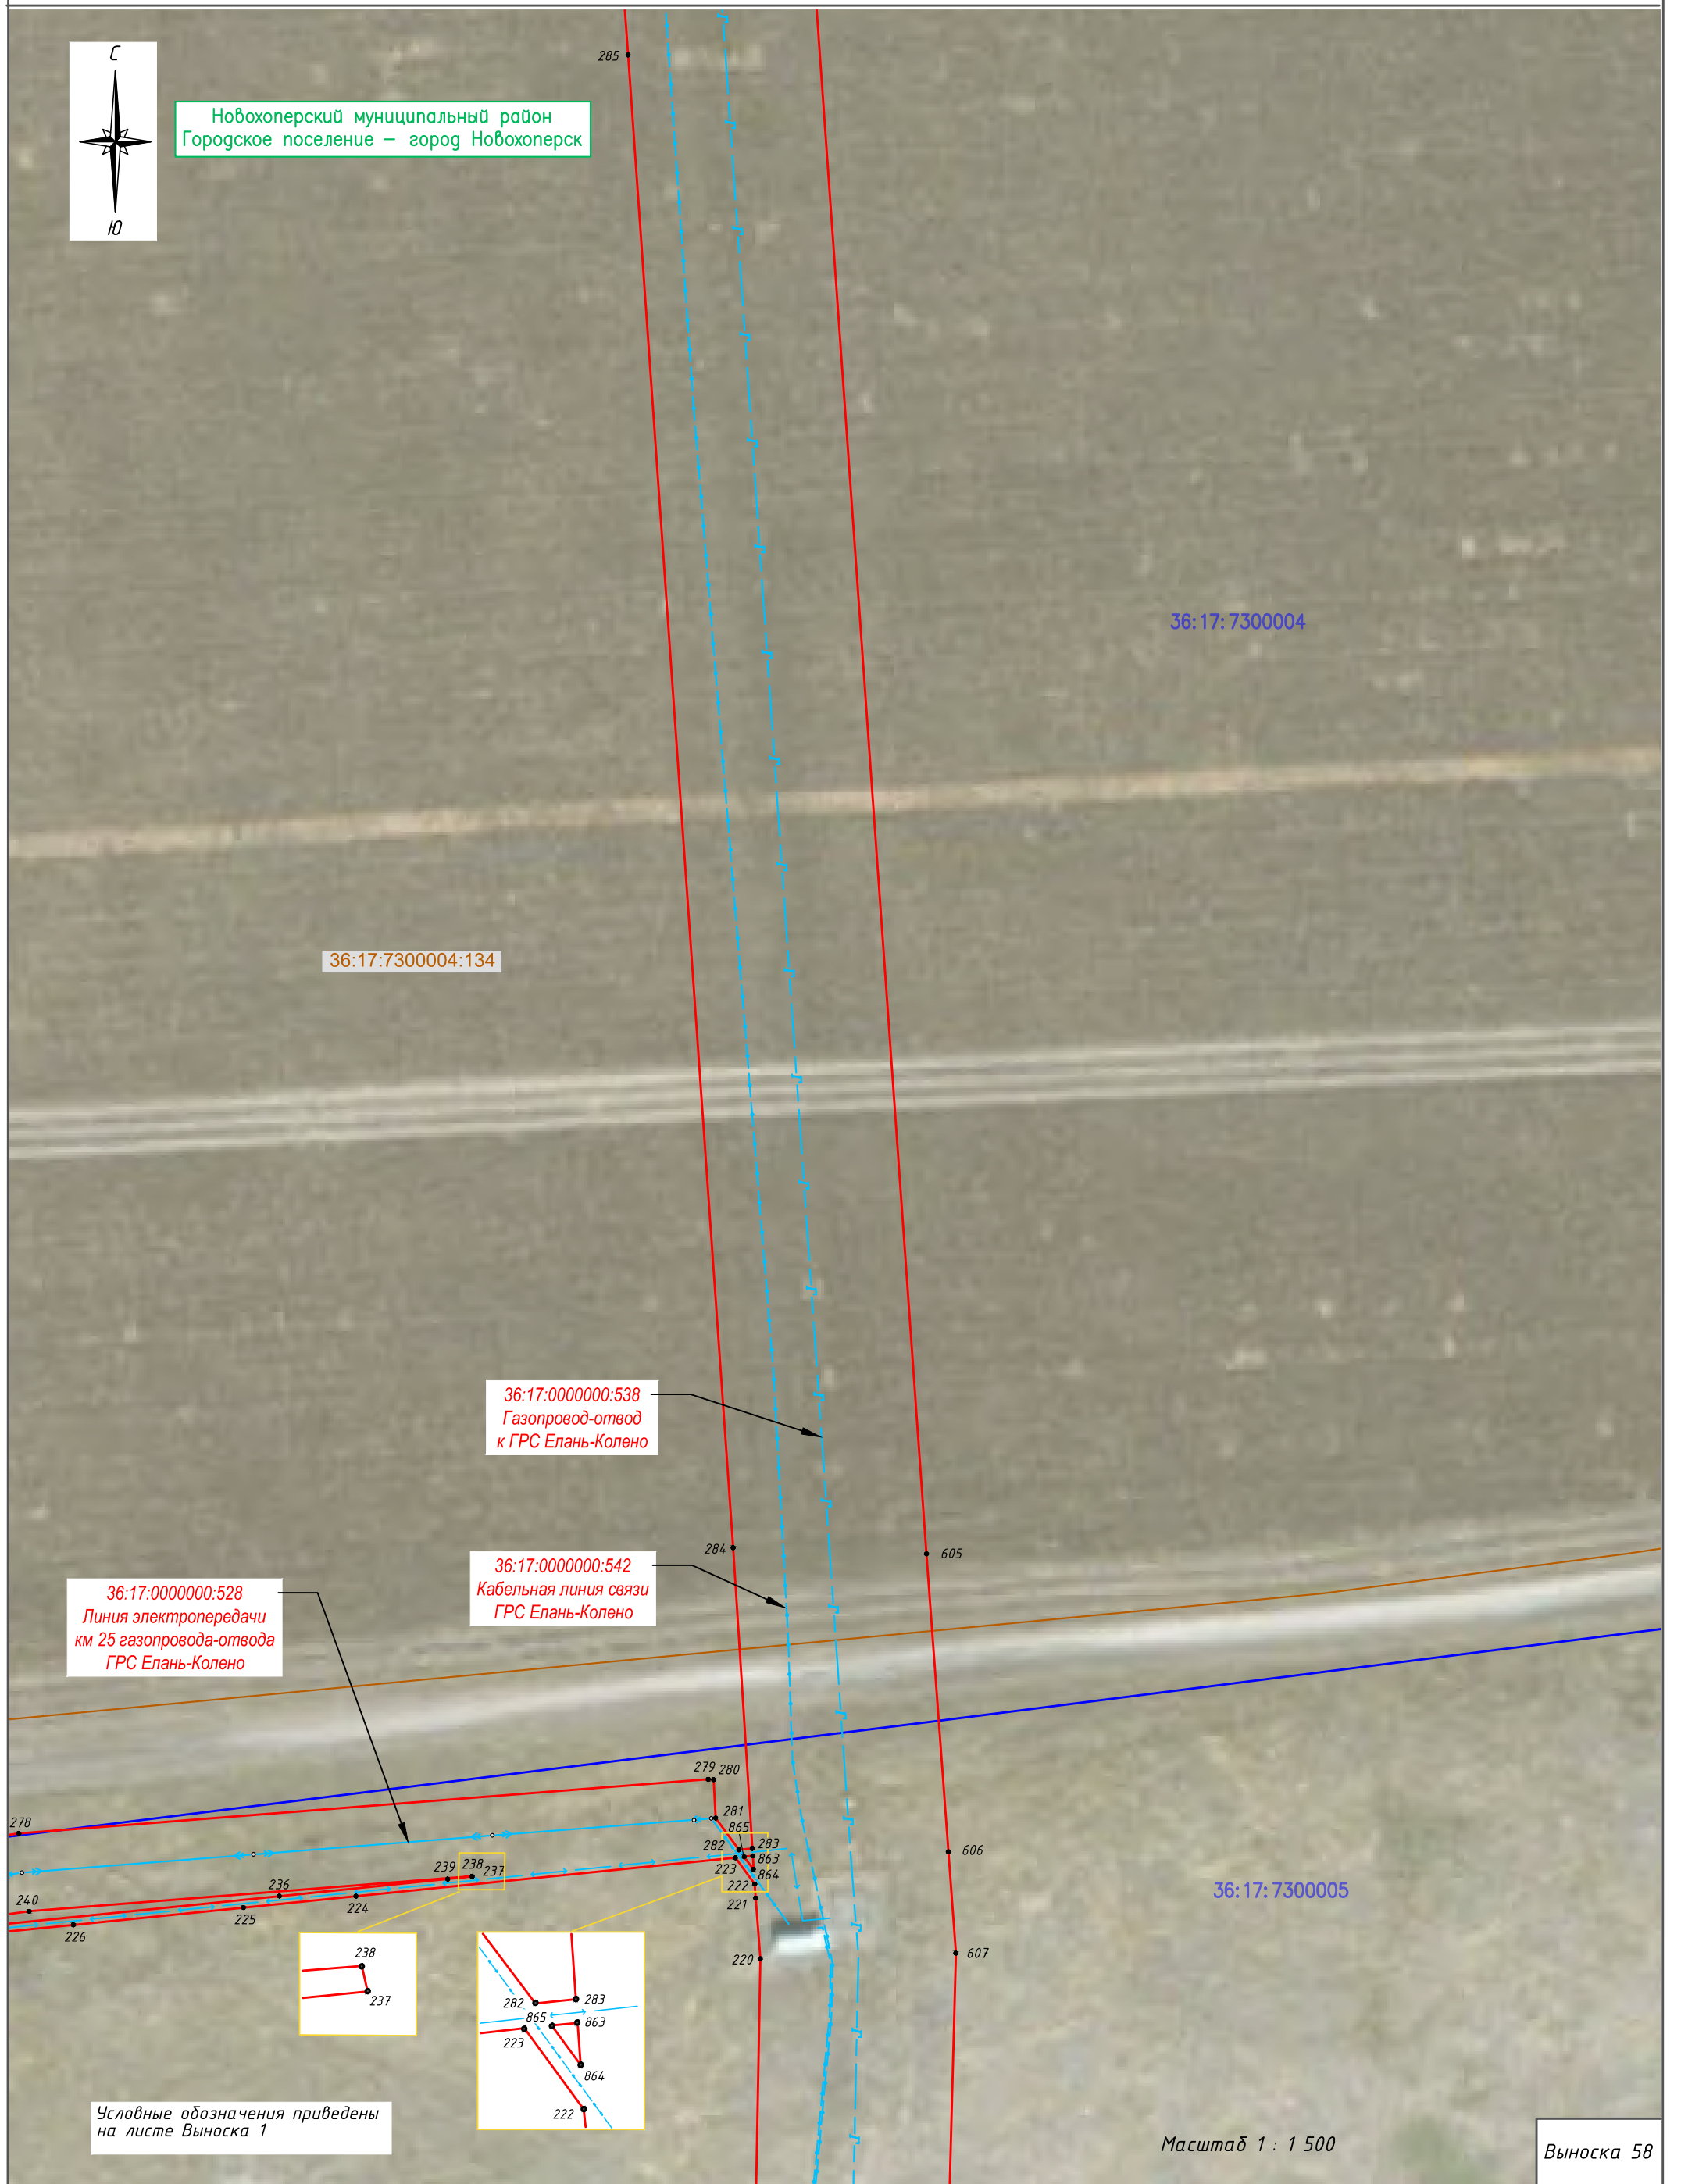 С
Ю
Новохоперский муниципальный район
Городское поселение – город Новохоперск
285
36:17:7300004
36:17:7300004:134
36:17:0000000:538
Газопровод-отвод
к ГРС Елань-Колено
284
605
36:17:0000000:542
Кабельная линия связи
ГРС Елань-Колено
36:17:0000000:528
Линия электропередачи
км 25 газопровода-отвода
ГРС Елань-Колено
279
280
278
281
865
282
283
863
223
864
222
221
606
239
238
237
240
236
224
225
226
36:17:7300005
220
607
238
237
282
283
865
863
223
864
222
Условные обозначения приведены
на листе Выноска 1
Масштаб 1 : 1 500
Выноска 58